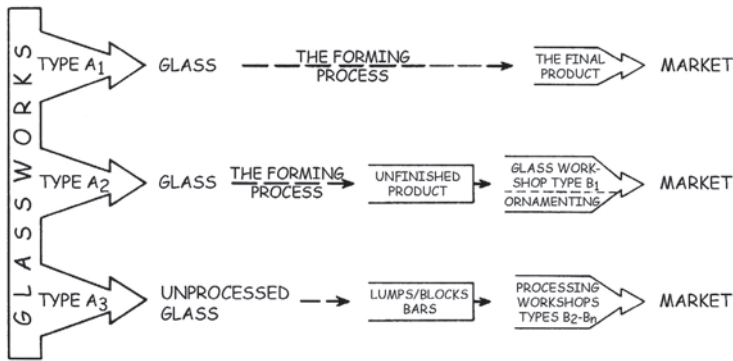 GLASSWORKS
TYPE A1 GLASS THE FORMING PROCESS THE FINAL PRODUCT MARKET
TYPE A2 GLASS THE FORMING PROCESS UNFINISHED PRODUCT GLASS WORK-SHOP TYPE B1 ORNAMENTING MARKET
TYPE A3 UNPROCESSED GLASS LUMPS/BLOCKS BARS PROCESSING WORKSHOPS TYPES B2-Bn MARKET